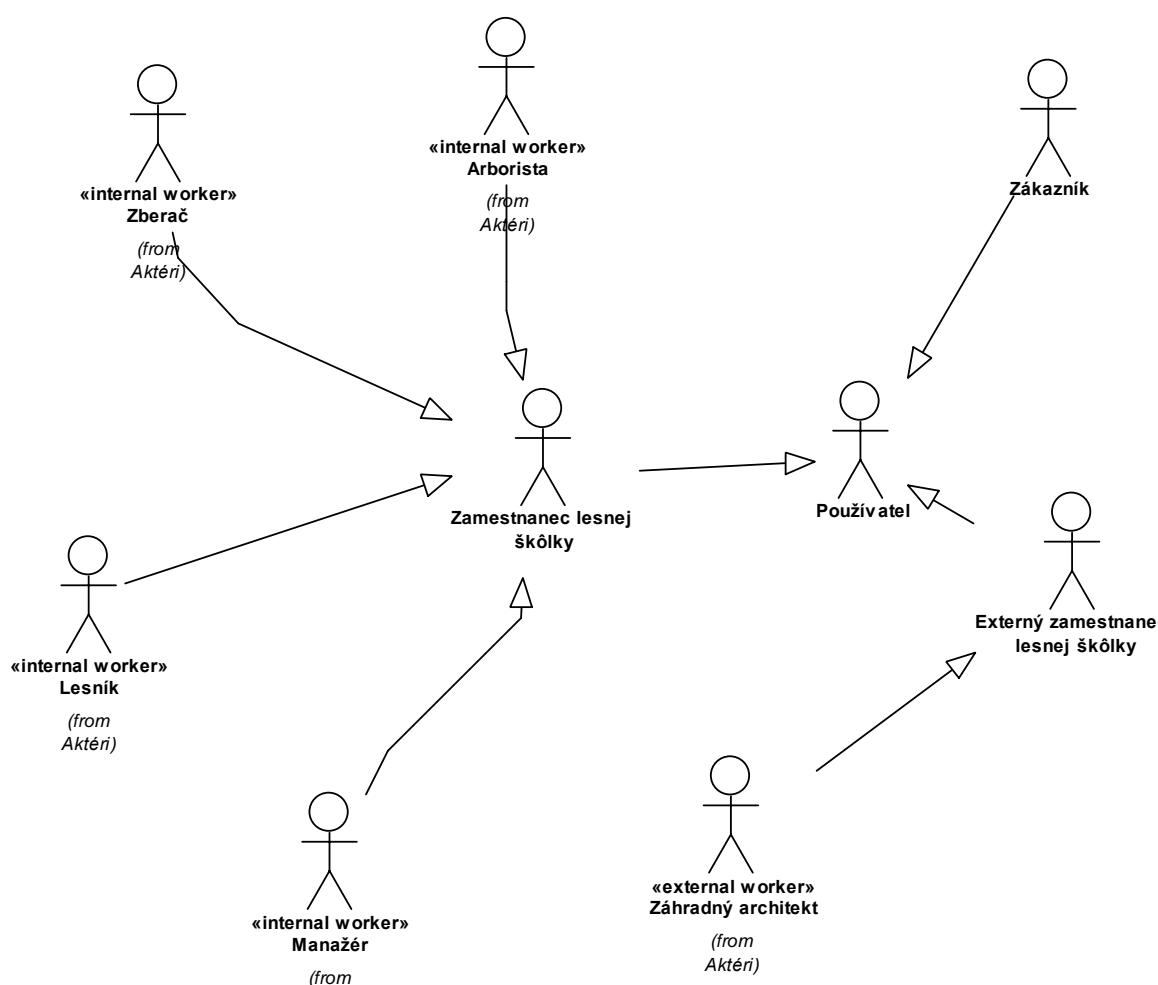 «internal worker»
Arborista
(from
Aktéri)
«internal worker»
Zberač
(from
Aktéri)
Zákazník
Zamestnanec lesnej
škôlky
Používatel
Externý zamestnane
lesnej škôlky
«internal worker»
Lesník
(from
Aktéri)
«internal worker»
Manažér
(from
«external worker»
Záhradný architekt
(from
Aktéri)